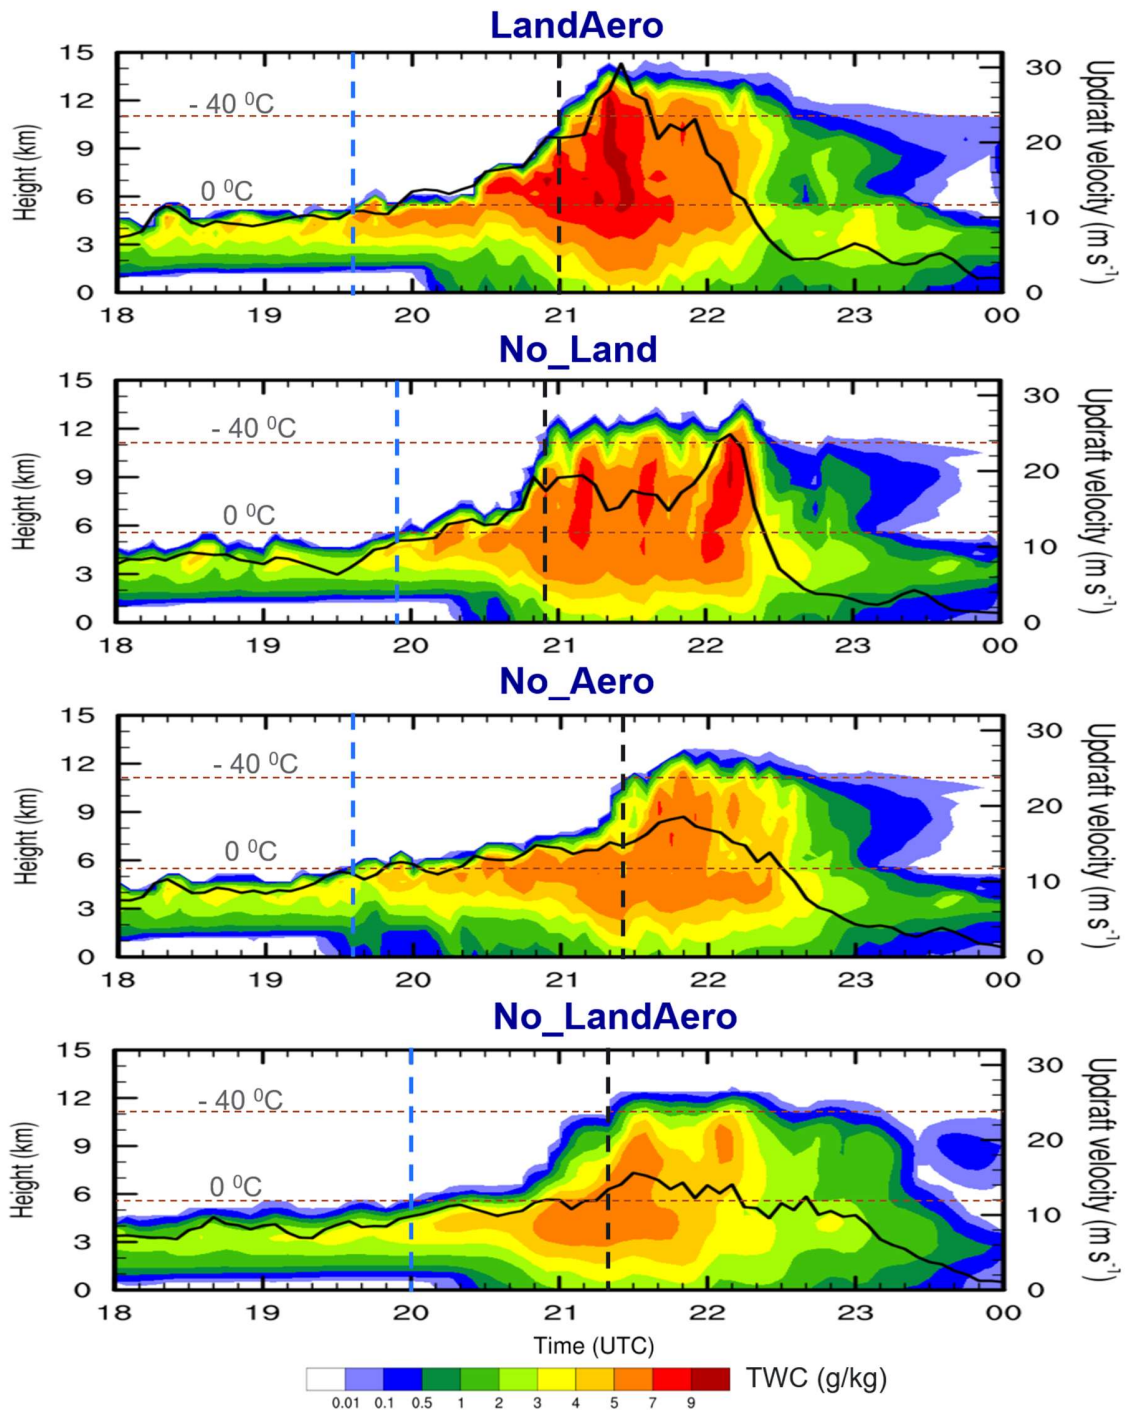 LandAero
15
12
9
6
3
0
Height (km)
- 40 ⁰C
0 ⁰C
30
20
10
0
Updraft velocity (m s⁻¹)
18 19 20 21 22 23 00
No_Land
15
12
9
6
3
0
Height (km)
- 40 ⁰C
0 ⁰C
30
20
10
0
Updraft velocity (m s⁻¹)
18 19 20 21 22 23 00
No_Aero
15
12
9
6
3
0
Height (km)
- 40 ⁰C
0 ⁰C
30
20
10
0
Updraft velocity (m s⁻¹)
18 19 20 21 22 23 00
No_LandAero
15
12
9
6
3
0
Height (km)
- 40 ⁰C
0 ⁰C
30
20
10
0
Updraft velocity (m s⁻¹)
18 19 20 21 22 23 00
Time (UTC)
TWC (g/kg)
0.01 0.1 0.5 1 2 3 4 5 7 9